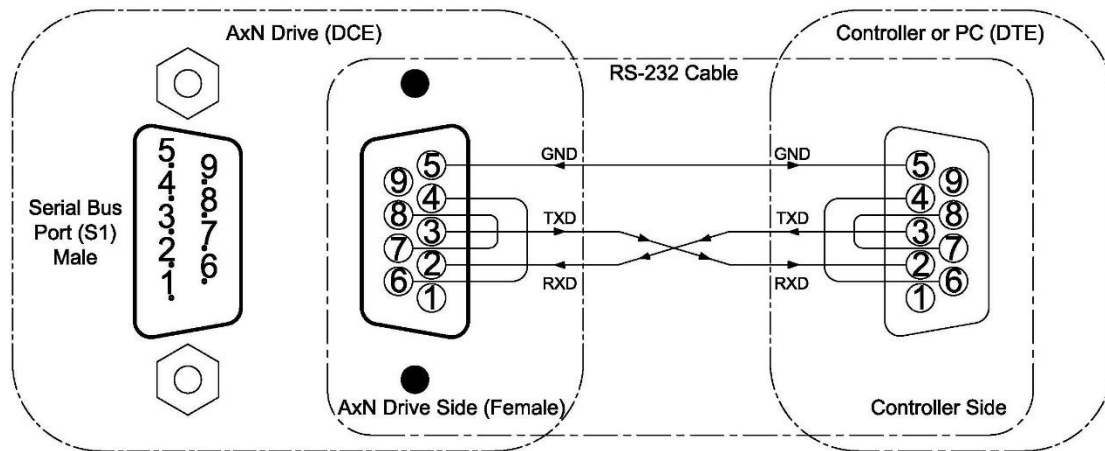 AxN Drive (DCE)
Controller or PC (DTE)
RS-232 Cable
Serial Bus
Port (S1)
Male
5
4
3
2
1
9
8
7
6
9
8
7
6
5
4
3
2
1
GND
GND
TXD
TXD
RXD
RXD
5
4
3
2
1
9
8
7
6
AxN Drive Side (Female)
Controller Side